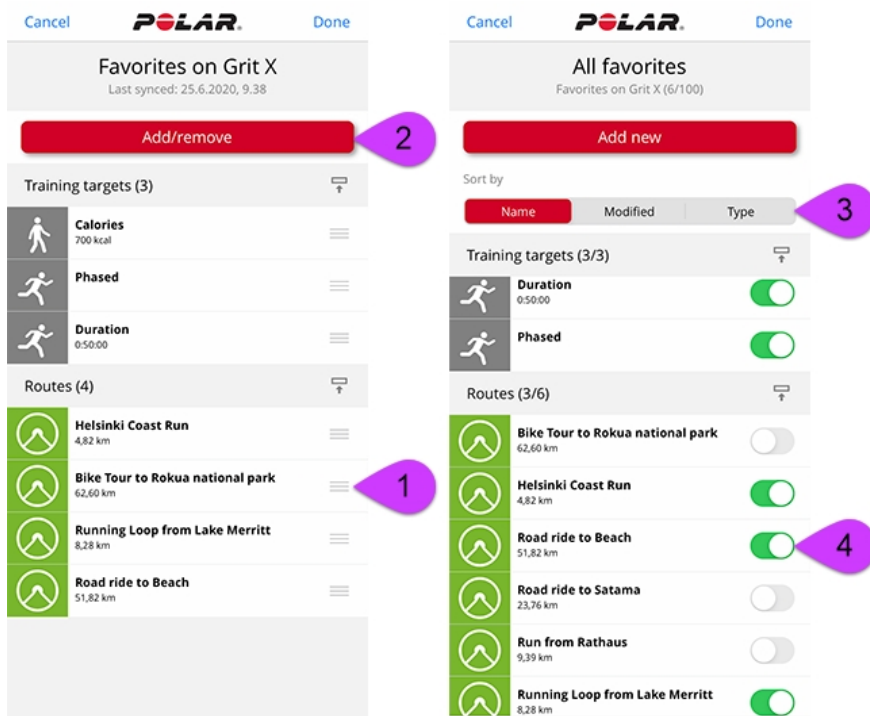 Cancel
POLAR.
Done
Favorites on Grit X
Last synced: 25.6.2020, 9.38
Add/remove
2
Training targets (3)
Calories
700 kcal
Phased
Duration
0:50:00
Routes (4)
Helsinki Coast Run
4,82 km
Bike Tour to Rokua national park
62,60 km
1
Running Loop from Lake Merritt
8,28 km
Road ride to Beach
51,82 km
Cancel
POLAR.
Done
All favorites
Favorites on Grit X (6/100)
Add new
Sort by
Name
Modified
Type
3
Training targets (3/3)
Duration
0:50:00
Phased
Routes (3/6)
Bike Tour to Rokua national park
62,60 km
Helsinki Coast Run
4,82 km
Road ride to Beach
51,82 km
4
Road ride to Satama
23,76 km
Run from Rathaus
9,39 km
Running Loop from Lake Merritt
8,28 km